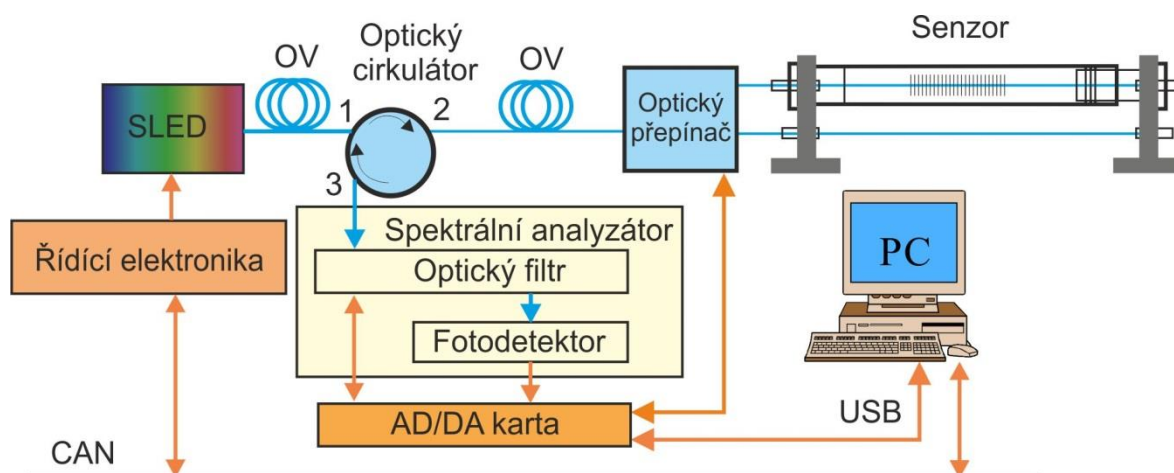 Senzor
Optický
cirkulátor
OV
OV
SLED
1
2
3
Optický
přepínač
Řídící elektronika
Spektrální analyzátor
Optický filtr
Fotodetektor
PC
AD/DA karta
USB
CAN